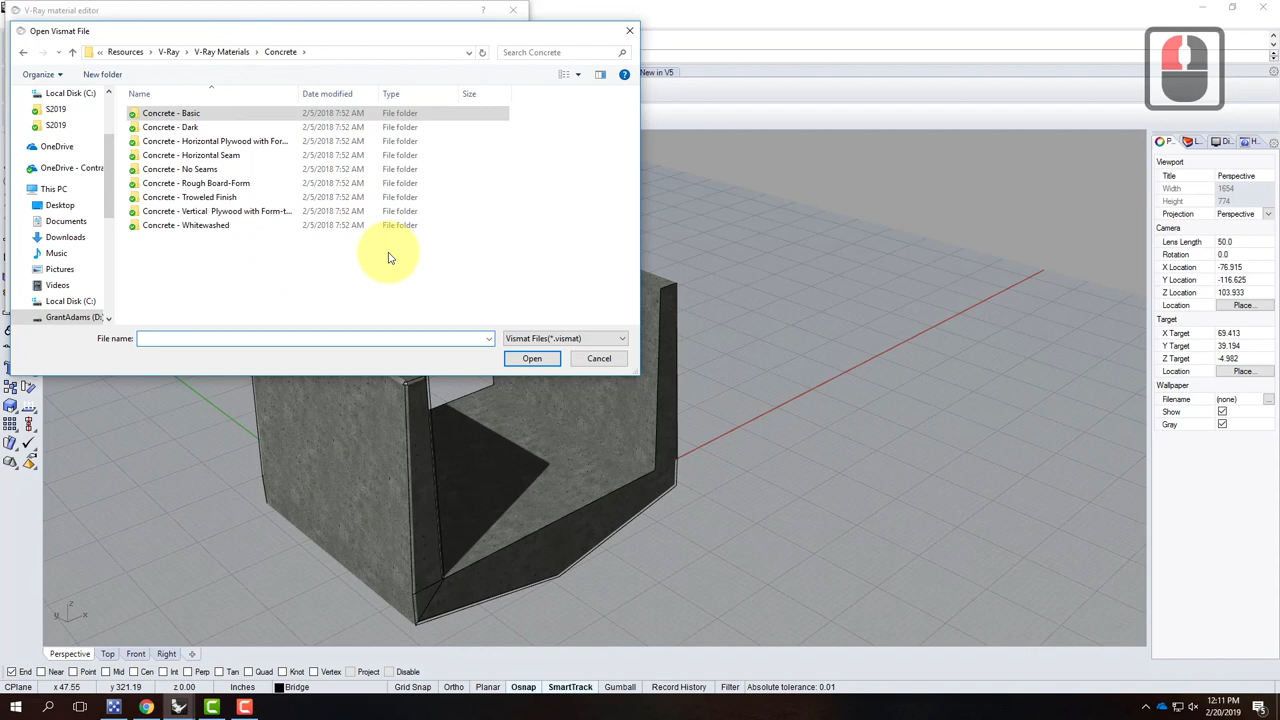 V-Ray material editor
Open Vismat File
« Resources › V-Ray › V-Ray Materials › Concrete ›
Search Concrete
New in V5
Organize
New folder
Name Date modified Type Size
Local Disk (C:)
S2019
S2019
OneDrive
OneDrive - Contra
This PC
Desktop
Documents
Downloads
Music
Pictures
Videos
Local Disk (C:)
GrantAdams (D:
Concrete - Basic 2/5/2018 7:52 AM File folder
Concrete - Dark 2/5/2018 7:52 AM File folder
Concrete - Horizontal Plywood with For... 2/5/2018 7:52 AM File folder
Concrete - Horizontal Seam 2/5/2018 7:52 AM File folder
Concrete - No Seams 2/5/2018 7:52 AM File folder
Concrete - Rough Board-Form 2/5/2018 7:52 AM File folder
Concrete - Troweled Finish 2/5/2018 7:52 AM File folder
Concrete - Vertical Plywood with Form-t... 2/5/2018 7:52 AM File folder
Concrete - Whitewashed 2/5/2018 7:52 AM File folder
File name:
Vismat Files(*.vismat)
Open Cancel
P... L... Di... H...
Viewport
Title Perspective
Width 1654
Height 774
Projection Perspective
Camera
Lens Length 50.0
Rotation 0.0
X Location -76.915
Y Location -116.625
Z Location 103.933
Location Place...
Target
X Target 69.413
Y Target 39.194
Z Target -4.982
Location Place...
Wallpaper
Filename (none) ...
Show
Gray
z
y x
Perspective Top Front Right
End Near Point Mid Cen Int Perp Tan Quad Knot Vertex Project Disable
CPlane x 47.55 y 321.19 z 0.00 Inches Bridge Grid Snap Ortho Planar Osnap SmartTrack Gumball Record History Filter Absolute tolerance: 0.01
12:11 PM
2/20/2019